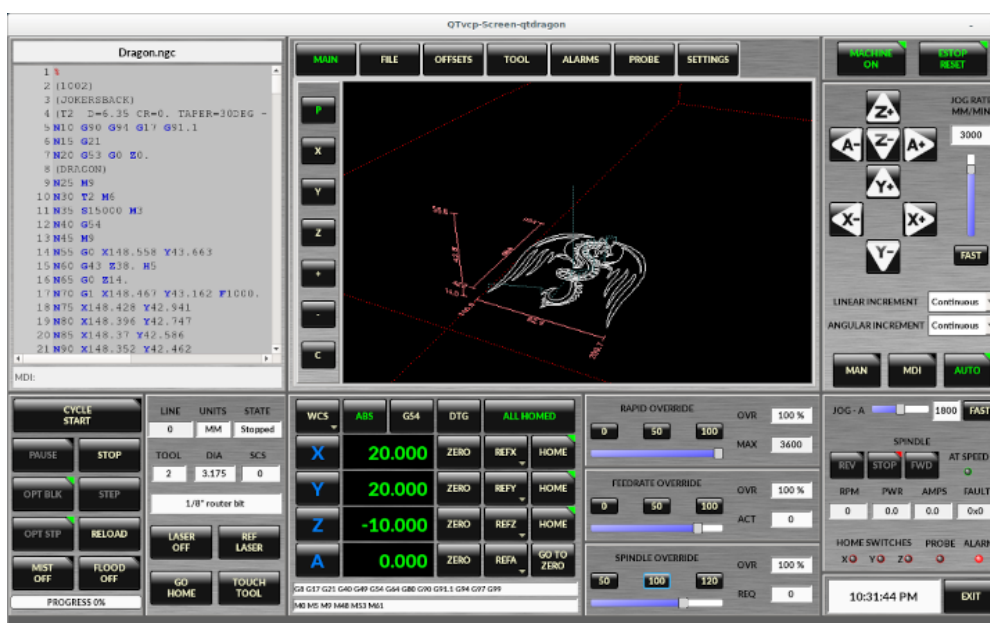 QTvcp-Screen-qtdragon
Dragon.ngc
1 %
2 (1002)
3 (JOKERSBACK)
4 (T2 D=6.35 CR=0. TAPER=30DEG -
5 N10 G90 G94 G17 G91.1
6 N15 G21
7 N20 G53 G0 Z0.
8 (DRAGON)
9 N25 M9
10 N30 T2 M6
11 N35 S15000 M3
12 N40 G54
13 N45 M9
14 N55 G0 X148.558 Y43.663
15 N60 G43 Z38. H5
16 N65 G0 Z14.
17 N70 G1 X148.467 Y43.162 F1000.
18 N75 X148.428 Y42.941
19 N80 X148.396 Y42.747
20 N85 X148.37 Y42.586
21 N90 X148.352 Y42.462
MDI:
MAIN FILE OFFSETS TOOL ALARMS PROBE SETTINGS
P
X
Y
Z
+
-
C
MACHINE ON ESTOP RESET
JOG RATE
MM/MIN
3000
Z+
A- Z- A+
Y+
X- X+
Y-
FAST
LINEAR INCREMENT Continuous
ANGULAR INCREMENT Continuous
MAN MDI AUTO
CYCLE START
PAUSE STOP
OPT BLK STEP
OPT STP RELOAD
MIST OFF FLOOD OFF
PROGRESS 0%
LINE UNITS STATE
0 MM Stopped
TOOL DIA SCS
2 3.175 0
1/8" router bit
LASER OFF REF LASER
GO HOME TOUCH TOOL
WCS ABS G54 DTG ALL HOMED
X 20.000 ZERO REFX HOME
Y 20.000 ZERO REFY HOME
Z -10.000 ZERO REFZ HOME
A 0.000 ZERO REFA GO TO ZERO
G8 G17 G21 G40 G49 G54 G64 G80 G90 G91.1 G94 G97 G99
M0 M5 M9 M48 M53 M61
RAPID OVERRIDE OVR 100 %
0 50 100 MAX 3600
FEEDRATE OVERRIDE OVR 100 %
0 50 100 ACT 0
SPINDLE OVERRIDE OVR 100 %
50 100 120 REQ 0
JOG - A 1800 FAST
SPINDLE
REV STOP FWD AT SPEED
RPM PWR AMPS FAULT
0 0.0 0.0 0x0
HOME SWITCHES PROBE ALARM
X Y Z
10:31:44 PM EXIT